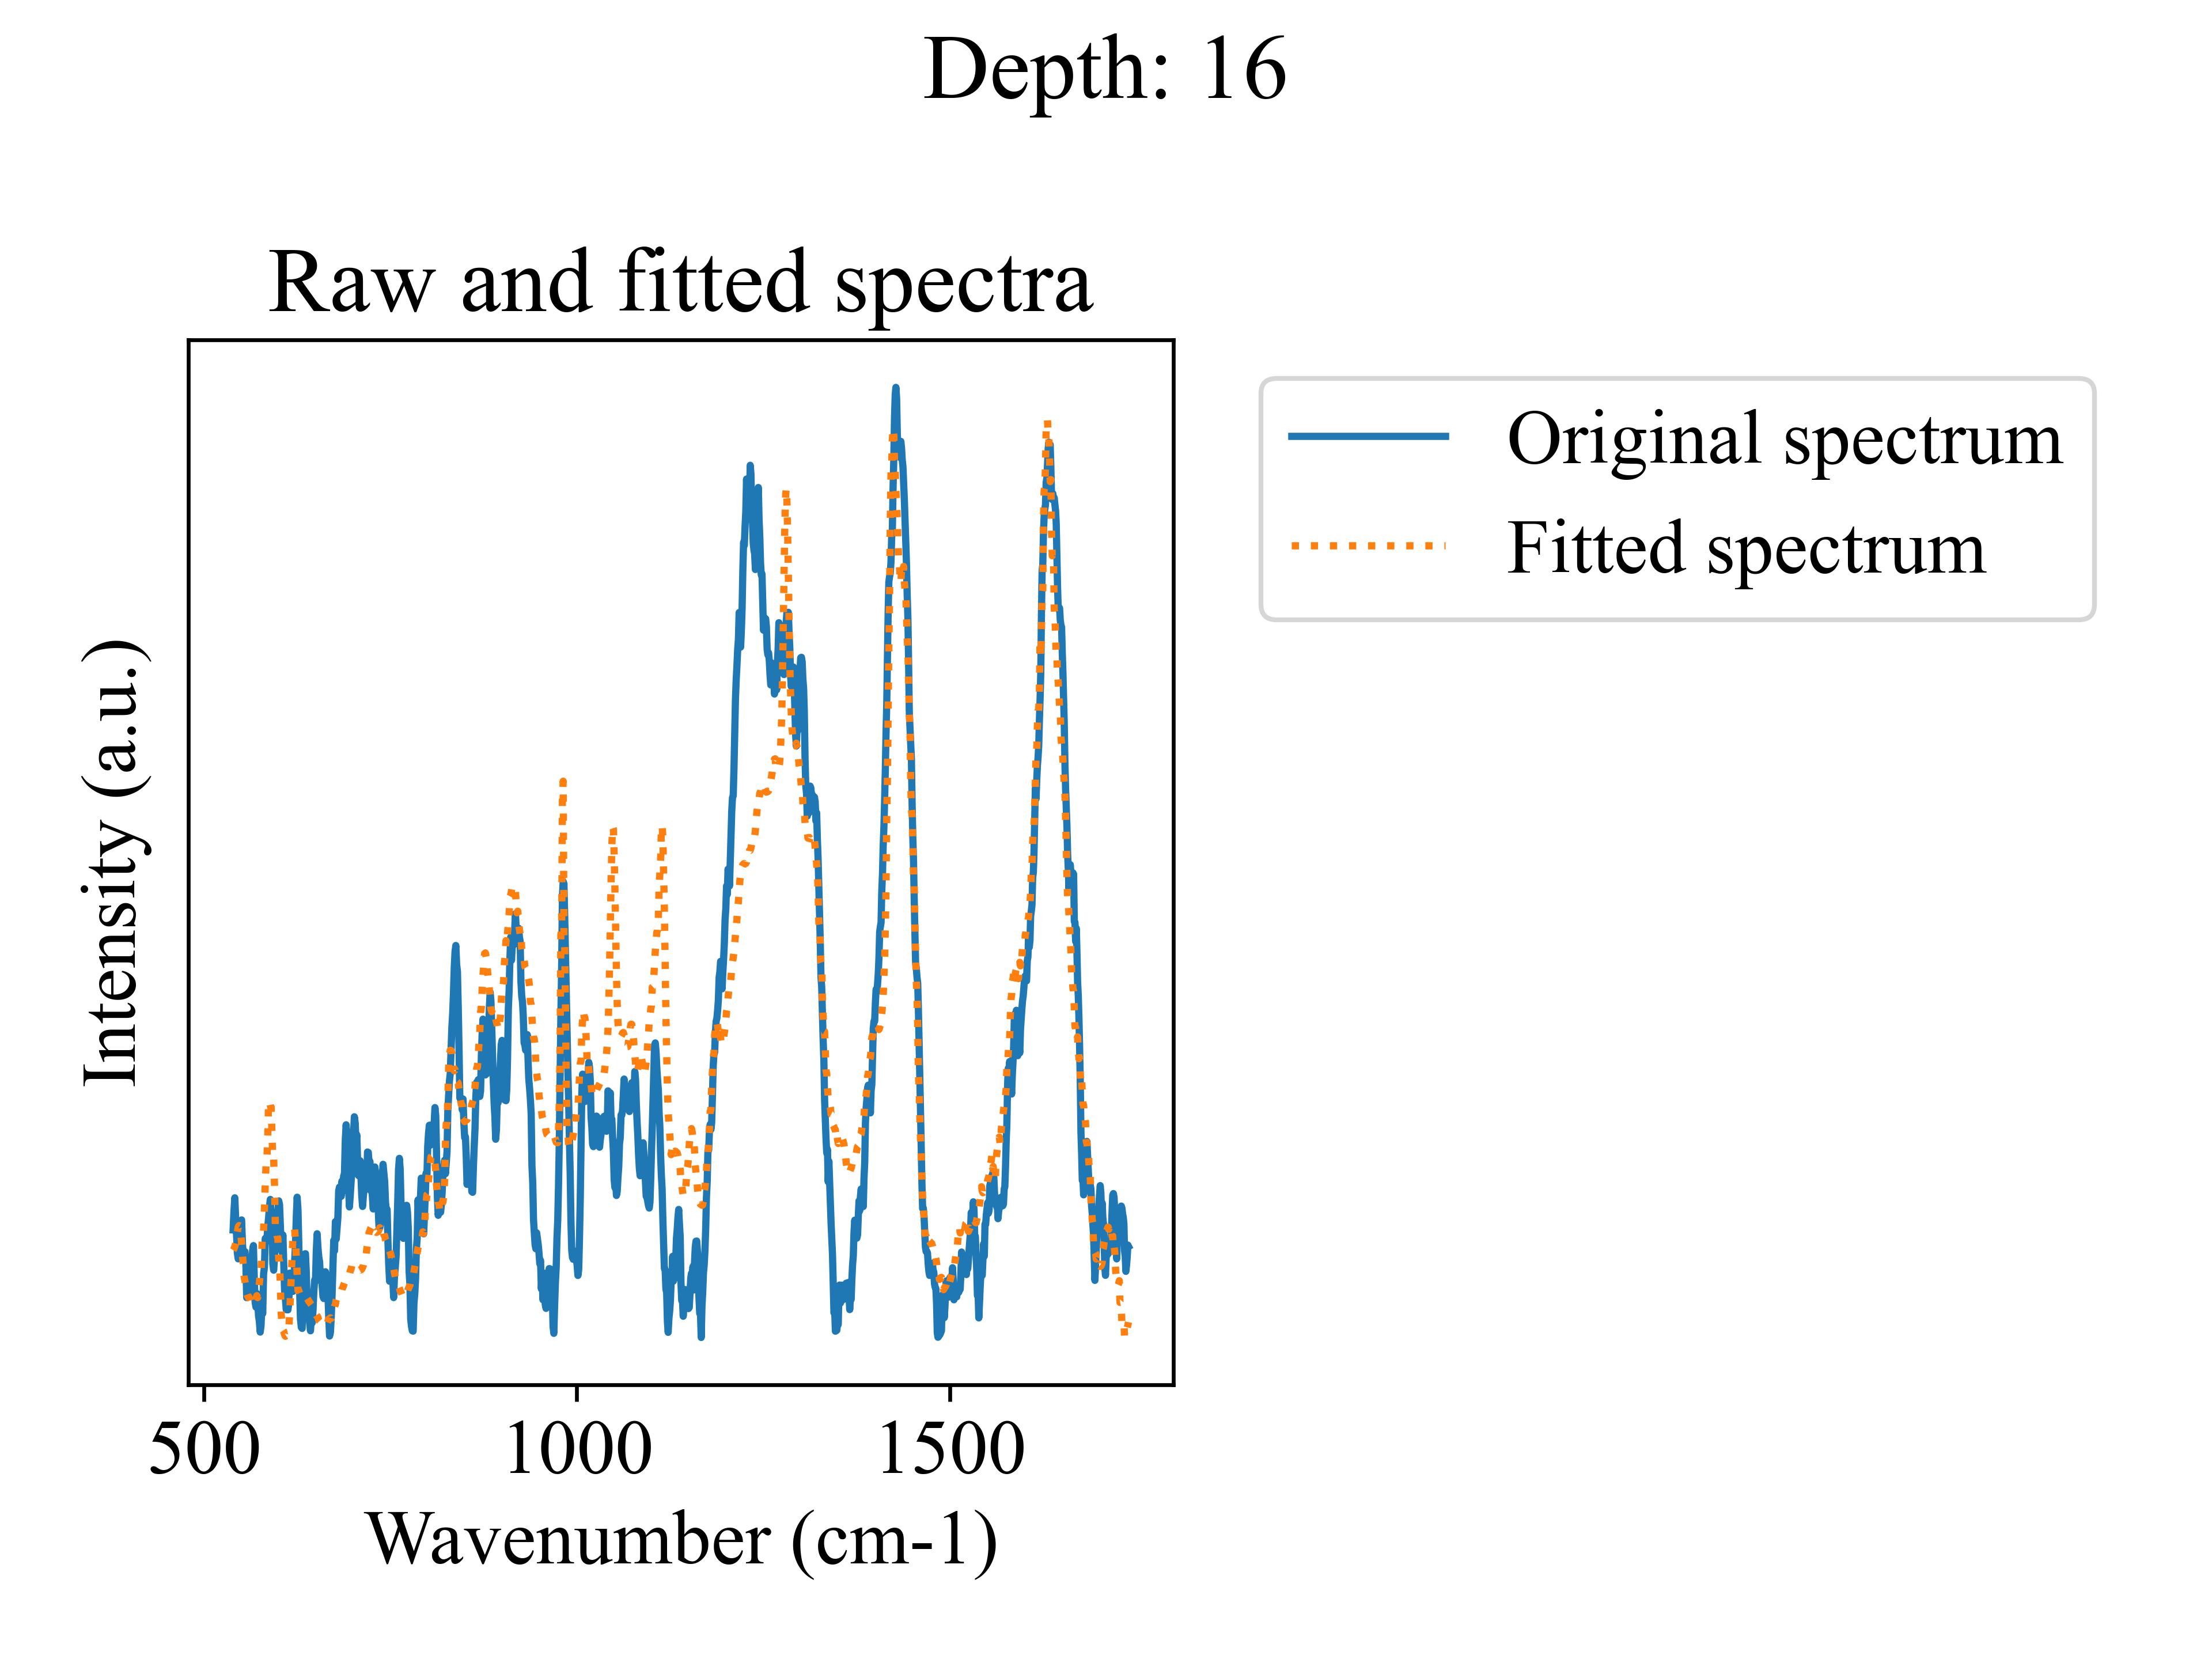 Depth: 16
Raw and fitted spectra
Original spectrum
Fitted spectrum
Intensity (a.u.)
500 1000 1500
Wavenumber (cm-1)